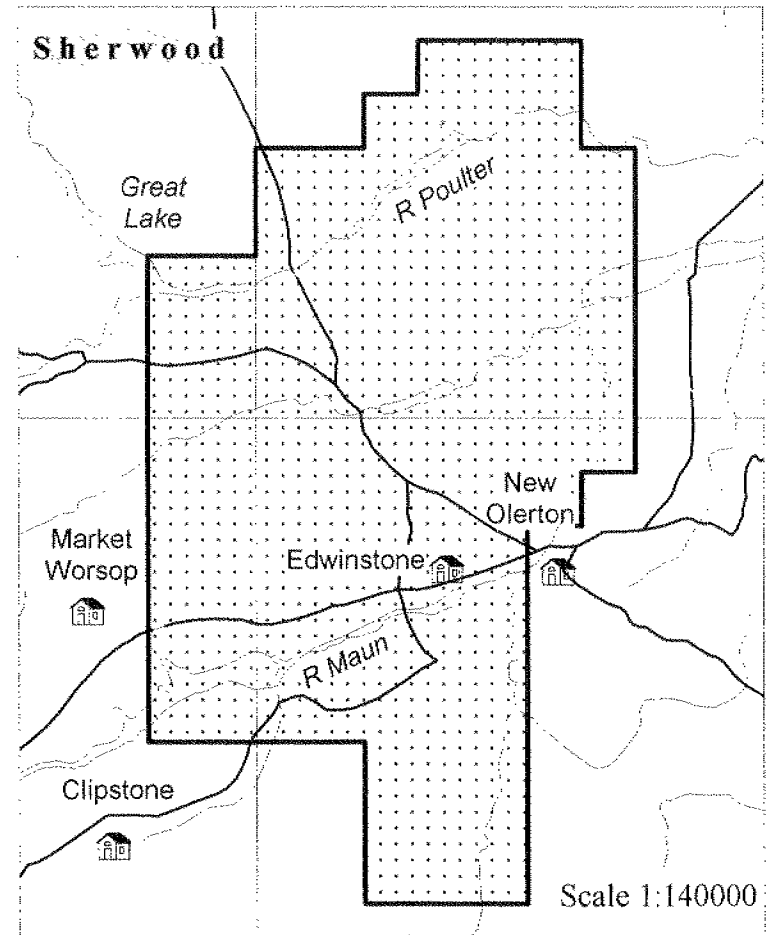 Sherwood
Great
Lake
R Poulter
New
Olerton
Market
Worsop
Edwinstone
R Maun
Clipstone
Scale 1:140000